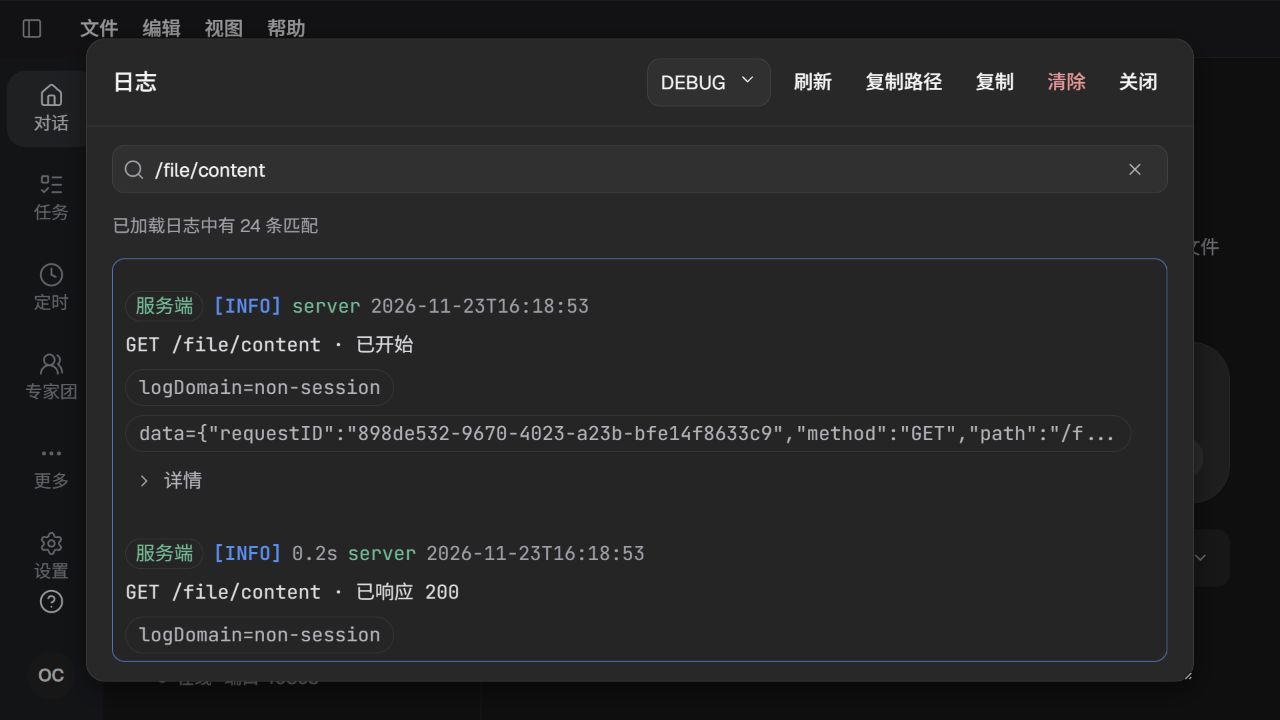 文件 编辑 视图 帮助
日志
DEBUG 刷新 复制路径 复制 清除 关闭
对话
任务
定时
专家团
更多
设置
OC
/file/content
已加载日志中有 24 条匹配
服务端 [INFO] server 2026-11-23T16:18:53
GET /file/content · 已开始
logDomain=non-session
data={"requestID":"898de532-9670-4023-a23b-bfe14f8633c9","method":"GET","path":"/f...
详情
服务端 [INFO] 0.2s server 2026-11-23T16:18:53
GET /file/content · 已响应 200
logDomain=non-session
文件